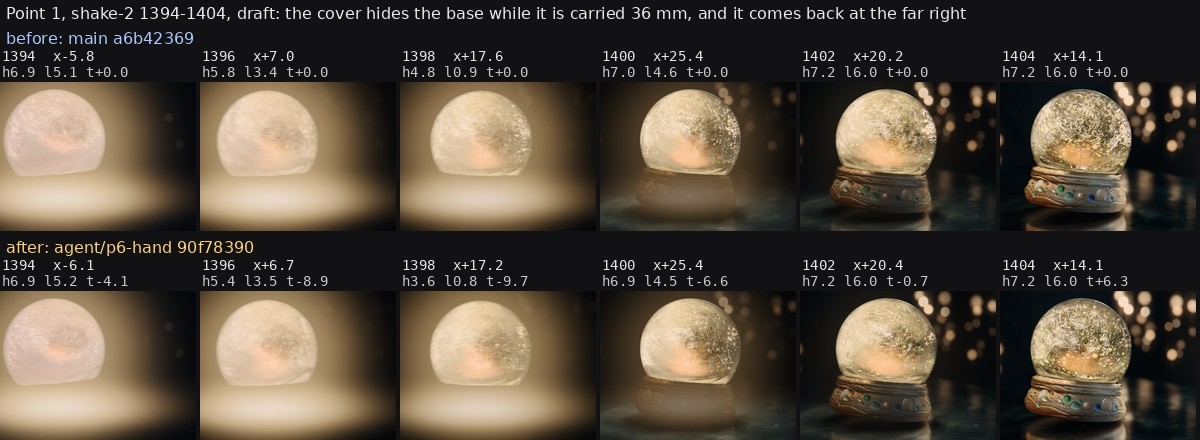 Point 1, shake-2 1394-1404, draft: the cover hides the base while it is carried 36 mm, and it comes back at the far right
before: main a6b42369
1394 x-5.8 1396 x+7.0 1398 x+17.6 1400 x+25.4 1402 x+20.2 1404 x+14.1
h6.9 l5.1 t+0.0 h5.8 l3.4 t+0.0 h4.8 l0.9 t+0.0 h7.0 l4.6 t+0.0 h7.2 l6.0 t+0.0 h7.2 l6.0 t+0.0
after: agent/p6-hand 90f78390
1394 x-6.1 1396 x+6.7 1398 x+17.2 1400 x+25.4 1402 x+20.4 1404 x+14.1
h6.9 l5.2 t-4.1 h5.4 l3.5 t-8.9 h3.6 l0.8 t-9.7 h6.9 l4.5 t-6.6 h7.2 l6.0 t-0.7 h7.2 l6.0 t+6.3